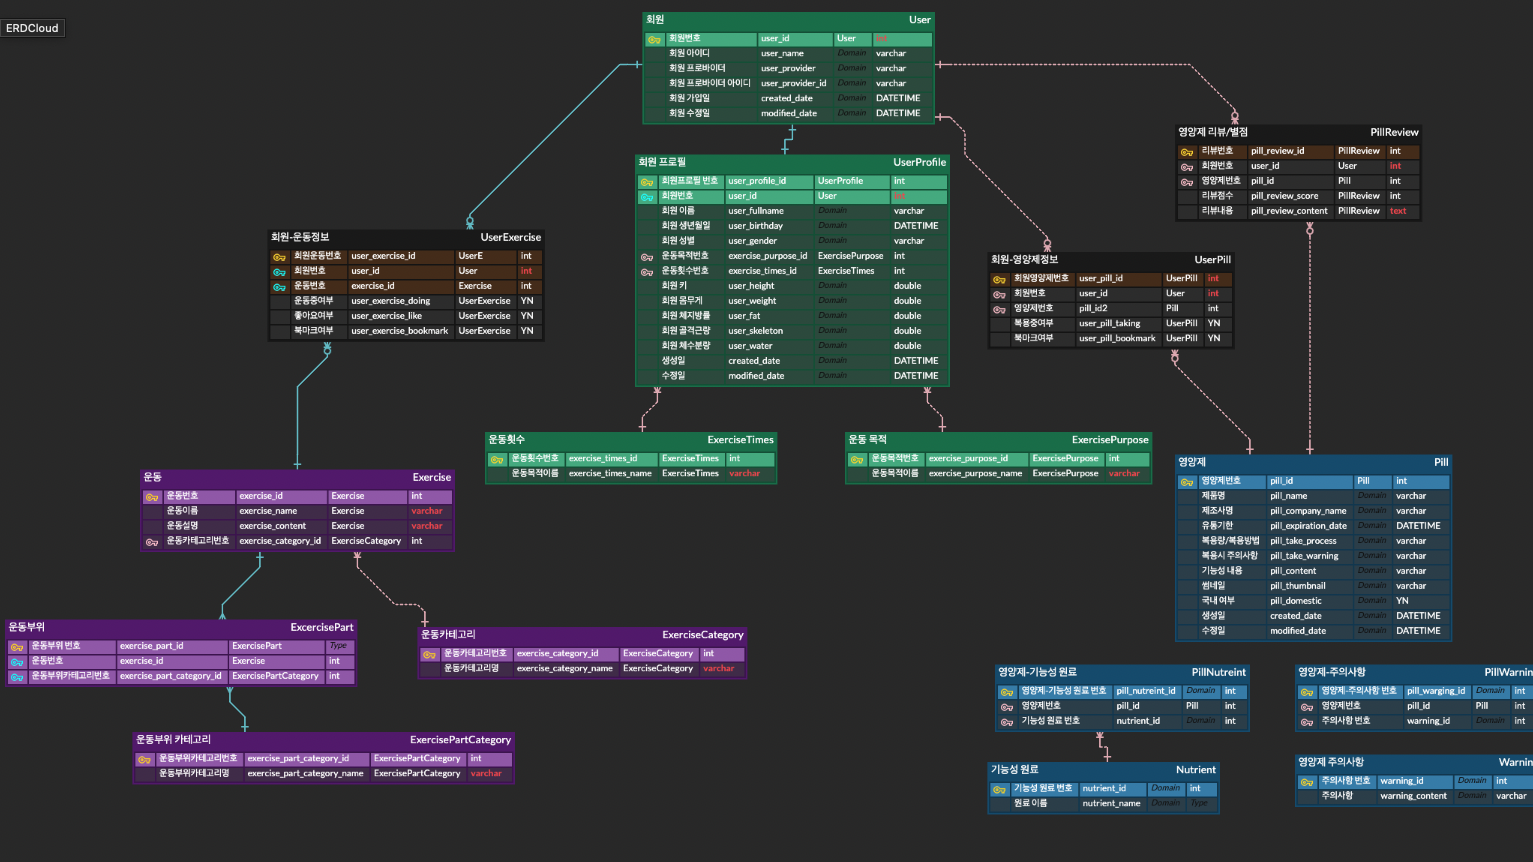 ERDCloud
회원 User
회원번호 user_id User int
회원 아이디 user_name Domain varchar
회원 프로바이더 user_provider Domain varchar
회원 프로바이더 아이디 user_provider_id Domain varchar
회원 가입일 created_date Domain DATETIME
회원 수정일 modified_date Domain DATETIME
회원 프로필 UserProfile
회원프로필 번호 user_profile_id UserProfile int
회원번호 user_id User int
회원 이름 user_fullname Domain varchar
회원 생년월일 user_birthday Domain DATETIME
회원 성별 user_gender Domain varchar
운동목적번호 exercise_purpose_id ExercisePurpose int
운동횟수번호 exercise_times_id ExerciseTimes int
회원 키 user_height Domain double
회원 몸무게 user_weight Domain double
회원 체지방률 user_fat Domain double
회원 골격근량 user_skeleton Domain double
회원 체수분량 user_water Domain double
생성일 created_date Domain DATETIME
수정일 modified_date Domain DATETIME
영양제 리뷰/별점 PillReview
리뷰번호 pill_review_id PillReview int
회원번호 user_id User int
영양제번호 pill_id Pill int
리뷰점수 pill_review_score PillReview int
리뷰내용 pill_review_content PillReview text
회원-운동정보 UserExercise
회원운동번호 user_exercise_id UserE int
회원번호 user_id User int
운동번호 exercise_id Exercise int
운동중여부 user_exercise_doing UserExercise YN
좋아요여부 user_exercise_like UserExercise YN
북마크여부 user_exercise_bookmark UserExercise YN
회원-영양제정보 UserPill
회원영양제번호 user_pill_id UserPill int
회원번호 user_id User int
영양제번호 pill_id2 Pill int
복용중여부 user_pill_taking UserPill YN
북마크여부 user_pill_bookmark UserPill YN
운동횟수 ExerciseTimes
운동횟수번호 exercise_times_id ExerciseTimes int
운동목적이름 exercise_times_name ExerciseTimes varchar
운동 목적 ExercisePurpose
운동목적번호 exercise_purpose_id ExercisePurpose int
운동목적이름 exercise_purpose_name ExercisePurpose varchar
운동 Exercise
운동번호 exercise_id Exercise int
운동이름 exercise_name Exercise varchar
운동설명 exercise_content Exercise varchar
운동카테고리번호 exercise_category_id ExerciseCategory int
영양제 Pill
영양제번호 pill_id Pill int
제품명 pill_name Domain varchar
제조사명 pill_company_name Domain varchar
유통기한 pill_expiration_date Domain DATETIME
복용량/복용방법 pill_take_process Domain varchar
복용시 주의사항 pill_take_warning Domain varchar
기능성 내용 pill_content Domain varchar
썸네일 pill_thumbnail Domain varchar
국내 여부 pill_domestic Domain YN
생성일 created_date Domain DATETIME
수정일 modified_date Domain DATETIME
운동부위 ExcercisePart
운동부위 번호 exercise_part_id ExercisePart Type
운동번호 exercise_id Exercise int
운동부위카테고리번호 exercise_part_category_id ExercisePartCategory int
운동카테고리 ExerciseCategory
운동카테고리번호 exercise_category_id ExerciseCategory int
운동카테고리명 exercise_category_name ExerciseCategory varchar
운동부위 카테고리 ExercisePartCategory
운동부위카테고리번호 exercise_part_category_id ExercisePartCategory int
운동부위카테고리명 exercise_part_category_name ExercisePartCategory varchar
영양제-기능성 원료 PillNutreint
영양제-기능성 원료 번호 pill_nutreint_id Domain int
영양제번호 pill_id Pill int
기능성 원료 번호 nutrient_id Domain int
기능성 원료 Nutrient
기능성 원료 번호 nutrient_id Domain int
원료 이름 nutrient_name Domain Type
영양제-주의사항 PillWarnin
영양제-주의사항 번호 pill_warging_id Domain int
영양제번호 pill_id Pill int
주의사항 번호 warning_id Domain int
영양제 주의사항 Warnin
주의사항 번호 warning_id Domain int
주의사항 warning_content Domain varchar